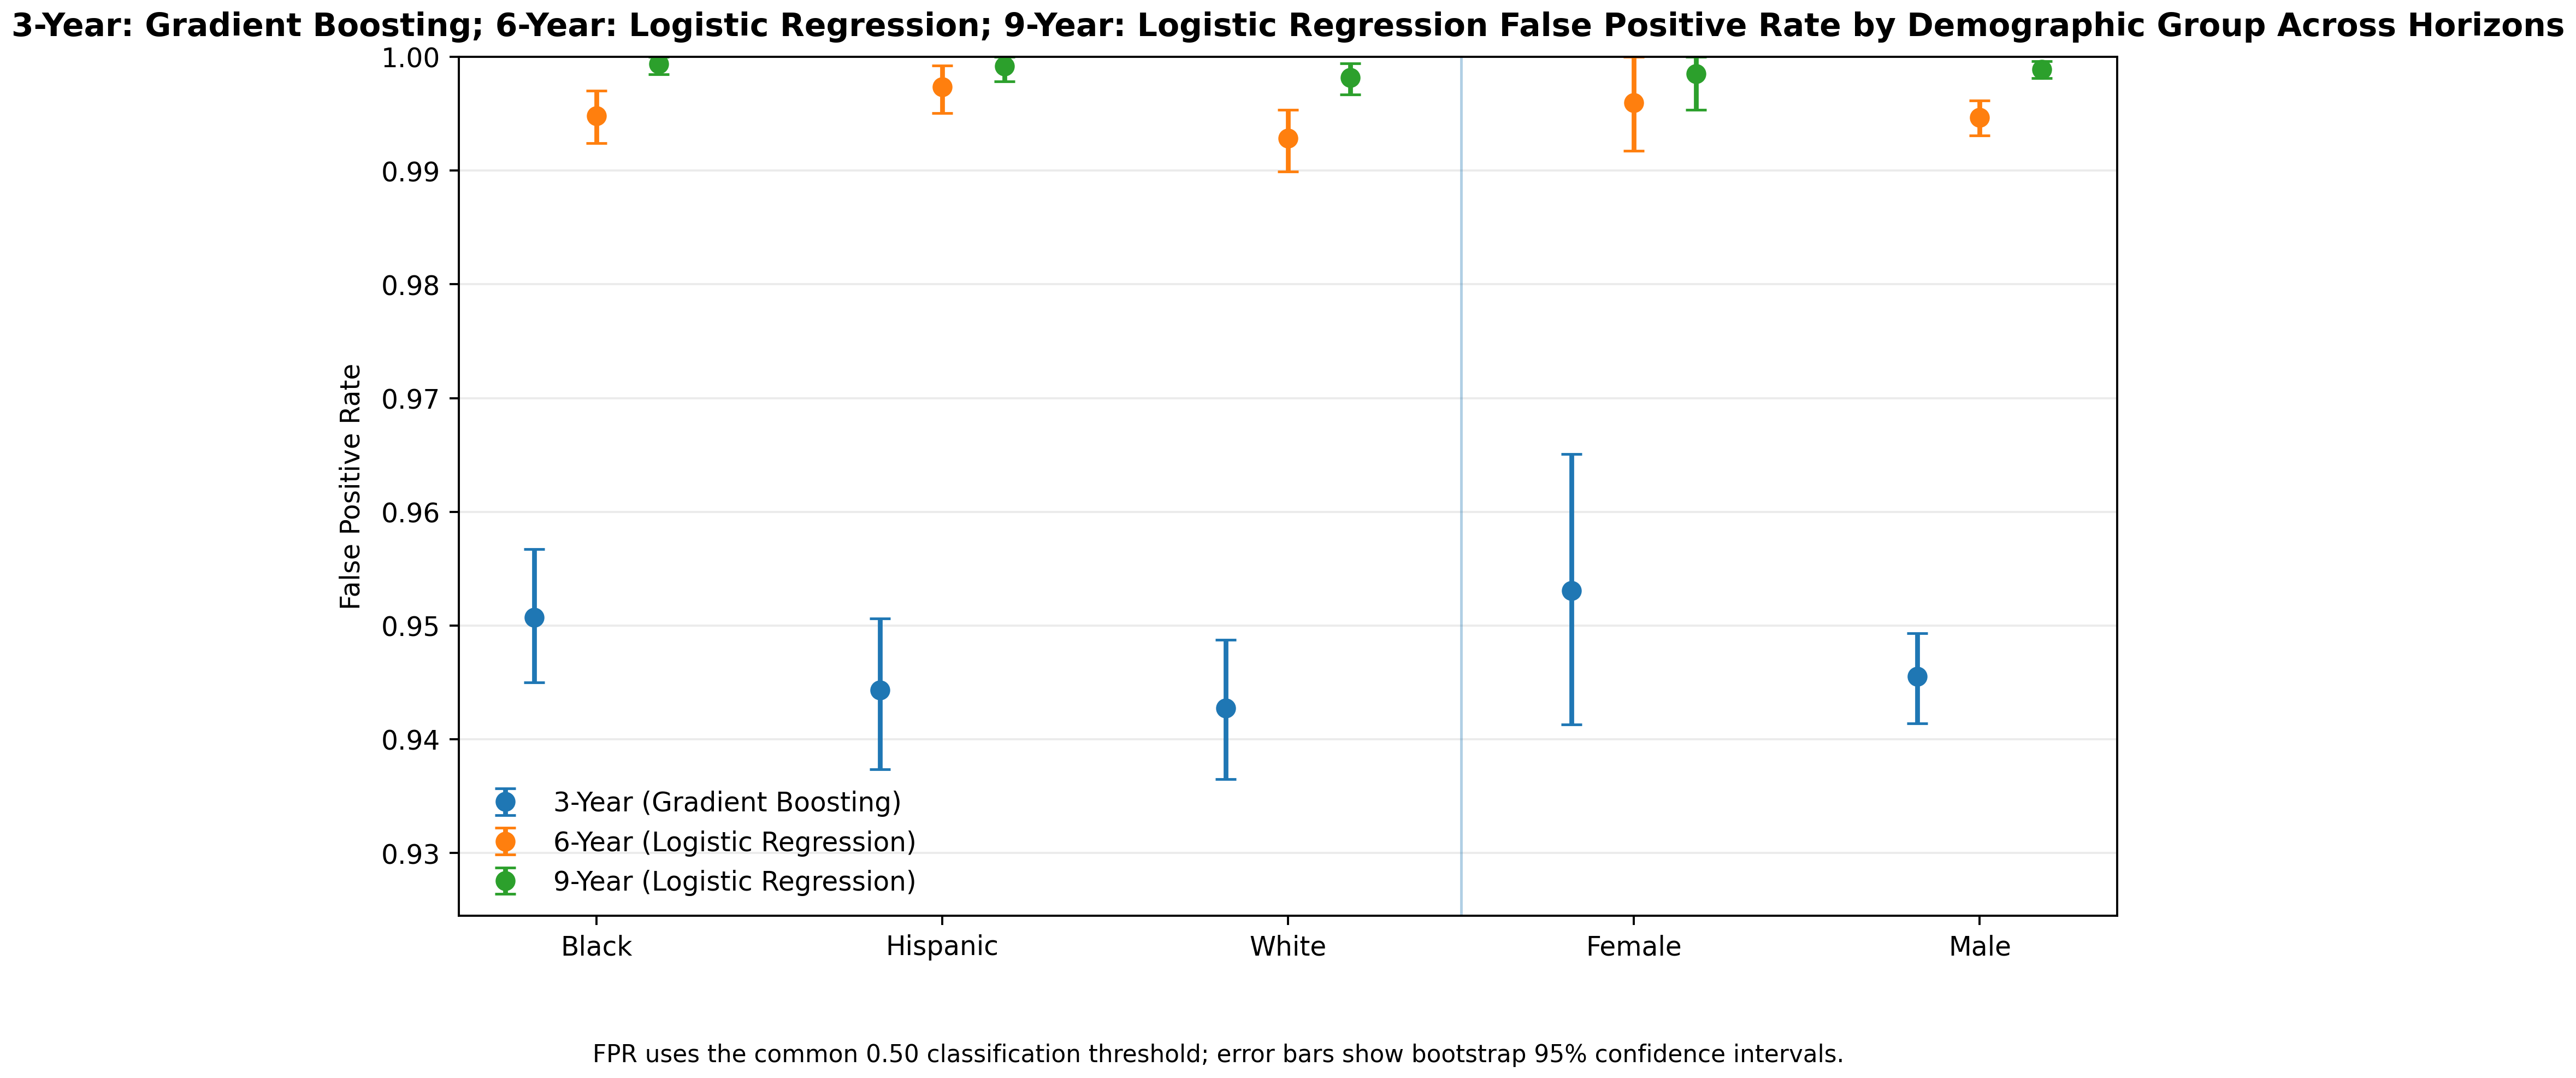 3-Year: Gradient Boosting; 6-Year: Logistic Regression; 9-Year: Logistic Regression False Positive Rate by Demographic Group Across Horizons
1.00
0.99
0.98
0.97
0.96
0.95
0.94
0.93
False Positive Rate
3-Year (Gradient Boosting)
6-Year (Logistic Regression)
9-Year (Logistic Regression)
Black Hispanic White Female Male
FPR uses the common 0.50 classification threshold; error bars show bootstrap 95% confidence intervals.